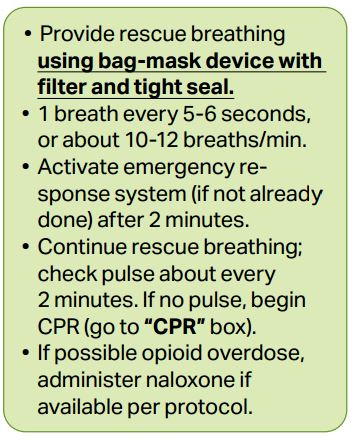 • Provide rescue breathing
using bag-mask device with
filter and tight seal.
• 1 breath every 5-6 seconds,
or about 10-12 breaths/min.
• Activate emergency re-
sponse system (if not already
done) after 2 minutes.
• Continue rescue breathing;
check pulse about every
2 minutes. If no pulse, begin
CPR (go to “CPR” box).
• If possible opioid overdose,
administer naloxone if
available per protocol.